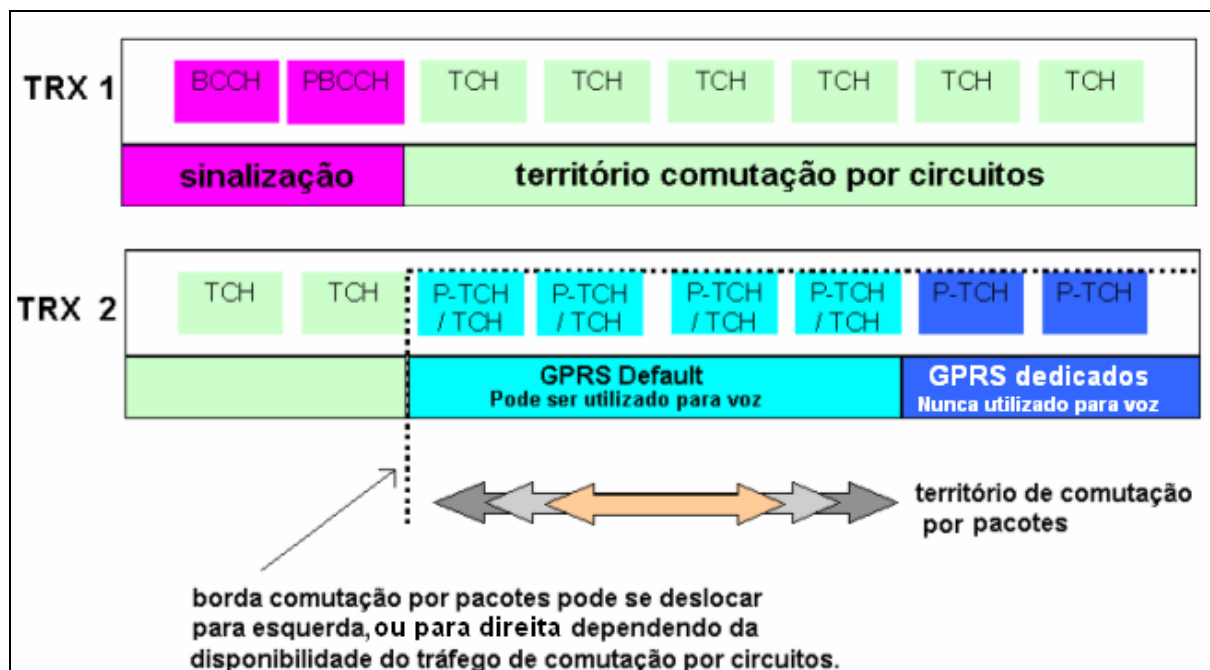 TRX 1
BCCH PBCCH TCH TCH TCH TCH TCH TCH
sinalização território comutação por circuitos
TRX 2
TCH TCH P-TCH P-TCH P-TCH P-TCH P-TCH P-TCH
/ TCH / TCH / TCH / TCH
GPRS Default GPRS dedicados
Pode ser utilizado para voz Nunca utilizado para voz
território de comutação
por pacotes
borda comutação por pacotes pode se deslocar
para esquerda,ou para direita dependendo da
disponibilidade do tráfego de comutação por circuitos.